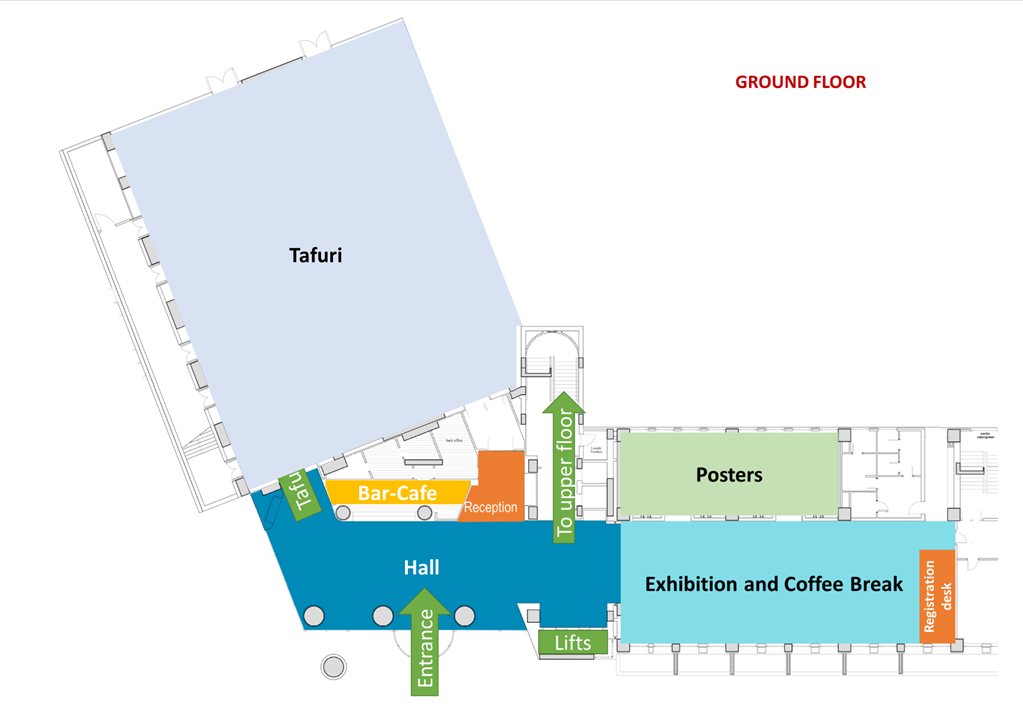 GROUND FLOOR
Tafuri
To upper floor
Posters
Tafu
Bar-Cafe
Reception
Hall
Exhibition and Coffee Break
Registration
desk
Entrance
Lifts